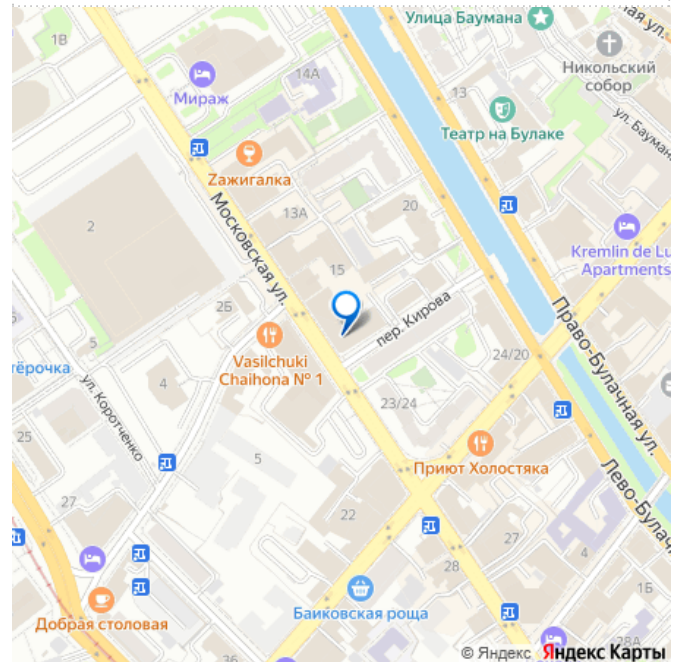 Улица Баумана
1В
Никольский
собор
14А
Мираж
13
Театр на Булаке
ул. Баумана
Zажигалка
Московская ул.
13А
20
2
15
Kremlin de Lu
Apartments
2Б
пер. Кирова
Право-Булачная ул.
5
Vasilchuki
Chaihona № 1
24/20
тёрочка
4
ул. Коротченко
23/24
25
Приют Холостяка
5
Лево-Булачн
27
22
27
4
28
1Б
Баиковская роща
Добрая столовая
28А
© Яндекс Яндекс Карты